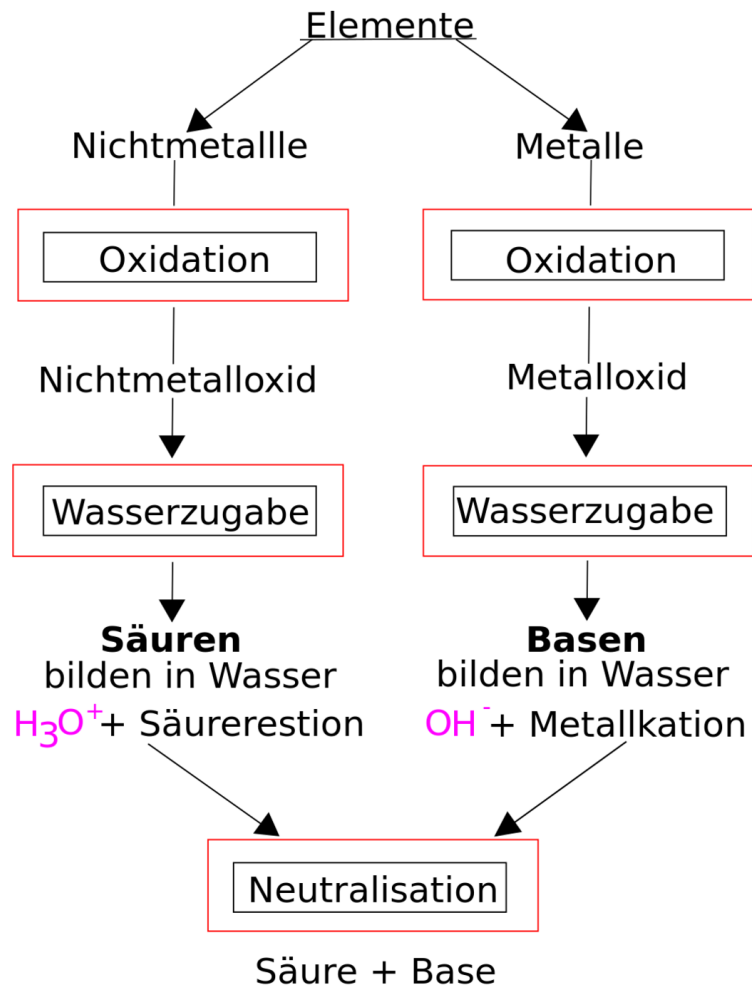 Elemente
Nichtmetallle
Metalle
Oxidation
Oxidation
Nichtmetalloxid
Metalloxid
Wasserzugabe
Wasserzugabe
Säuren
bilden in Wasser
H₃O⁺ + Säurerestion
Basen
bilden in Wasser
OH⁻ + Metallkation
Neutralisation
Säure + Base